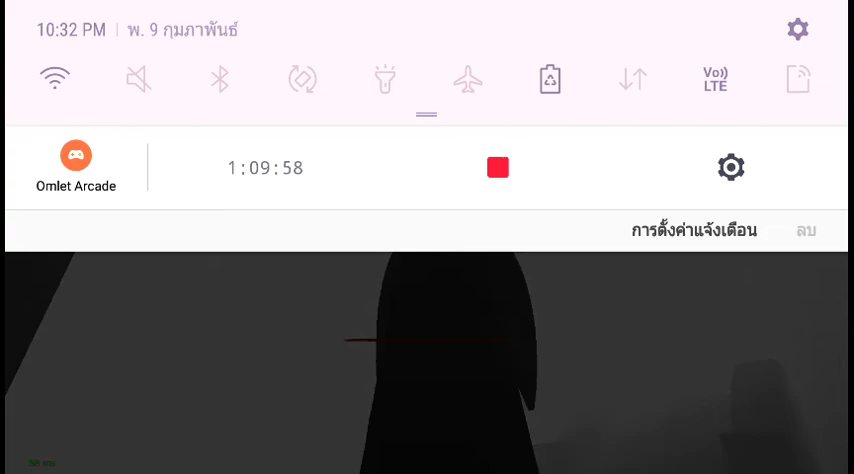 10:32 PM | พ. 9 กุมภาพันธ์
Vo)) LTE
Omlet Arcade
1:09:58
การตั้งค่าแจ้งเตือน ลบ